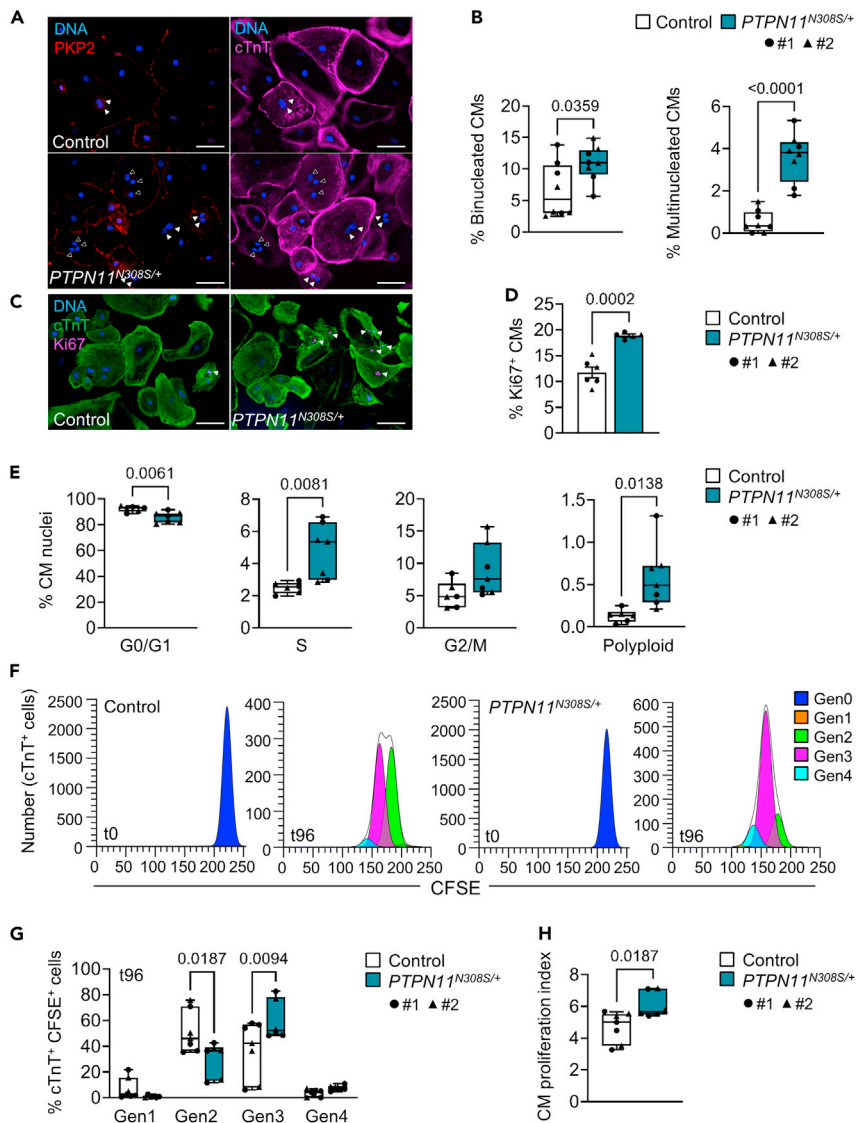 A
DNA
PKP2
cTnT
Control
PTPN11N308S/+
B
Control PTPN11N308S/+
#1 #2
0.0359
20
15
10
5
0
% Binucleated CMs
<0.0001
6
4
2
0
% Multinucleated CMs
C
DNA
cTnT
Ki67
Control
PTPN11N308S/+
D
0.0002
25
20
15
10
5
0
% Ki67+ CMs
Control
PTPN11N308S/+
#1 #2
E
0.0061
100
80
60
40
20
0
% CM nuclei
G0/G1
0.0081
8
6
4
2
0
S
20
15
10
5
0
G2/M
0.0138
1.5
1.0
0.5
0.0
Polyploid
Control
PTPN11N308S/+
#1 #2
F
Number (cTnT+ cells)
2500
2000
1500
1000
500
0
Control
t0
0 50 100 150 200 250
400
300
200
100
0
t96
0 50 100 150 200 250
2500
2000
1500
1000
500
0
PTPN11N308S/+
t0
0 50 100 150 200 250
600
500
400
300
200
100
0
t96
0 50 100 150 200 250
Gen0
Gen1
Gen2
Gen3
Gen4
CFSE
G
0.0187 0.0094
100
80
60
40
20
0
t96
% cTnT+ CFSE+ cells
Gen1 Gen2 Gen3 Gen4
Control
PTPN11N308S/+
#1 #2
H
0.0187
8
6
4
2
0
CM proliferation index
Control
PTPN11N308S/+
#1 #2